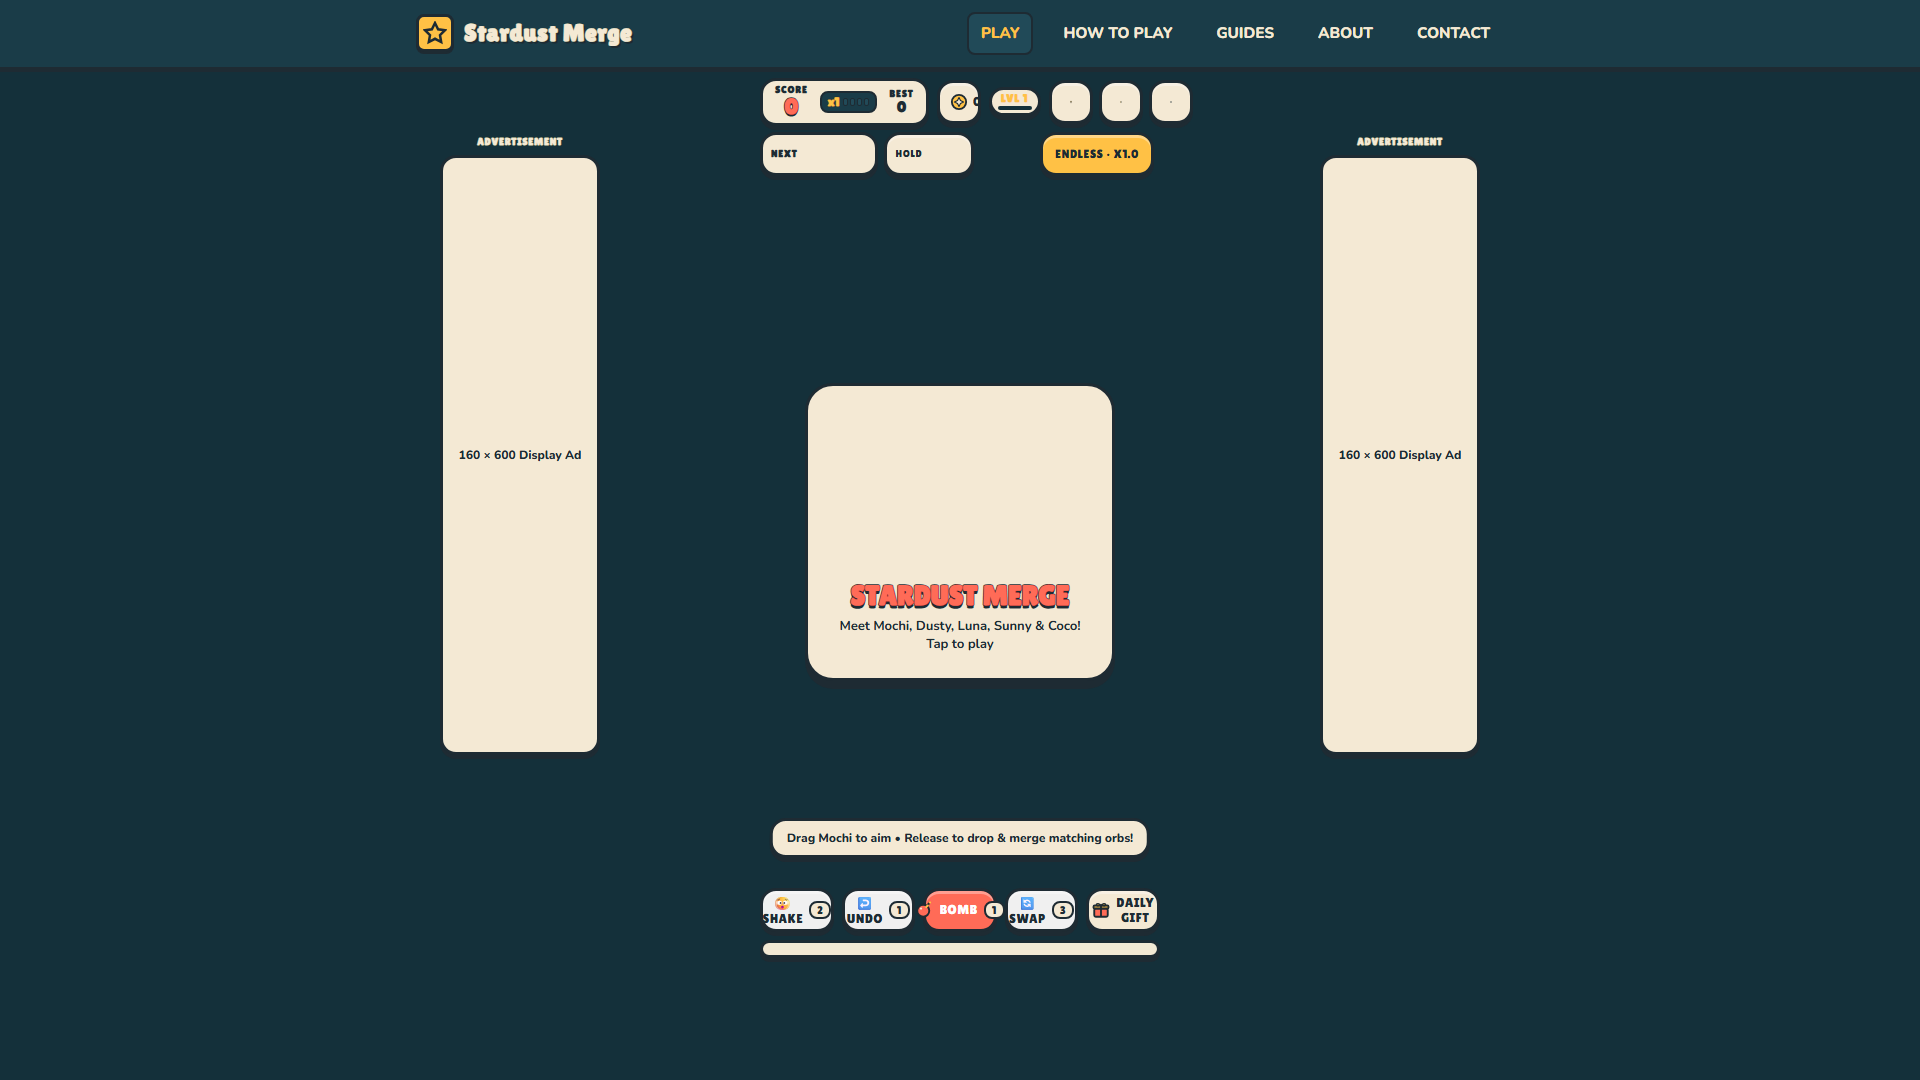 Stardust Merge
PLAY
HOW TO PLAY
GUIDES
ABOUT
CONTACT
SCORE
0
x1
BEST
0
LVL 1
ADVERTISEMENT
ADVERTISEMENT
NEXT
HOLD
ENDLESS · X1.0
160 × 600 Display Ad
160 × 600 Display Ad
STARDUST MERGE
Meet Mochi, Dusty, Luna, Sunny & Coco!
Tap to play
Drag Mochi to aim • Release to drop & merge matching orbs!
SHAKE
2
UNDO
1
BOMB
1
SWAP
3
DAILY
GIFT